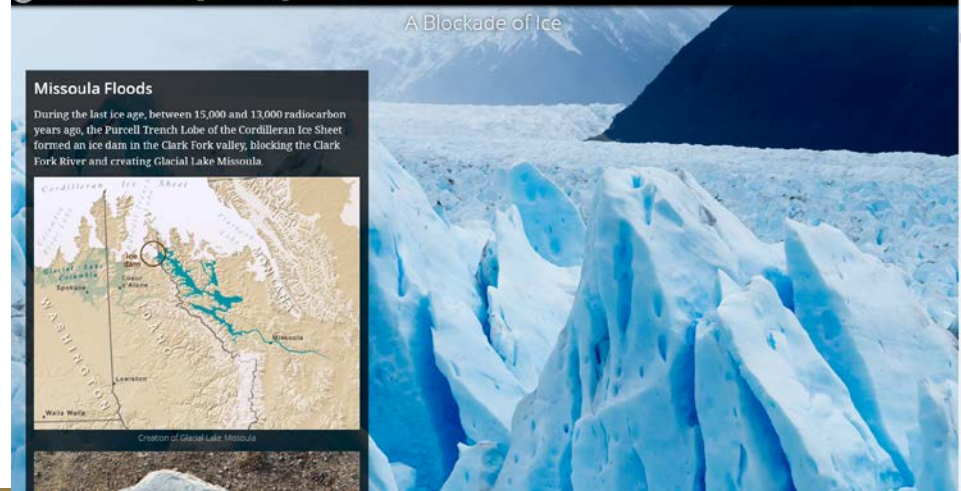 A Blockade of Ice
Missoula Floods
During the last ice age, between 15,000 and 13,000 radiocarbon
years ago, the Purcell Trench Lobe of the Cordilleran Ice Sheet
formed an ice dam in the Clark Fork valley, blocking the Clark
Fork River and creating Glacial Lake Missoula.
Cordilleran Ice Sheet
Ice
dam
Glacial Lake
Columbia
Spokane
Coeur
d'Alene
MONTANA
WASHINGTON
IDAHO
Missoula
Lewiston
Walla Walla
Creation of Glacial Lake Missoula